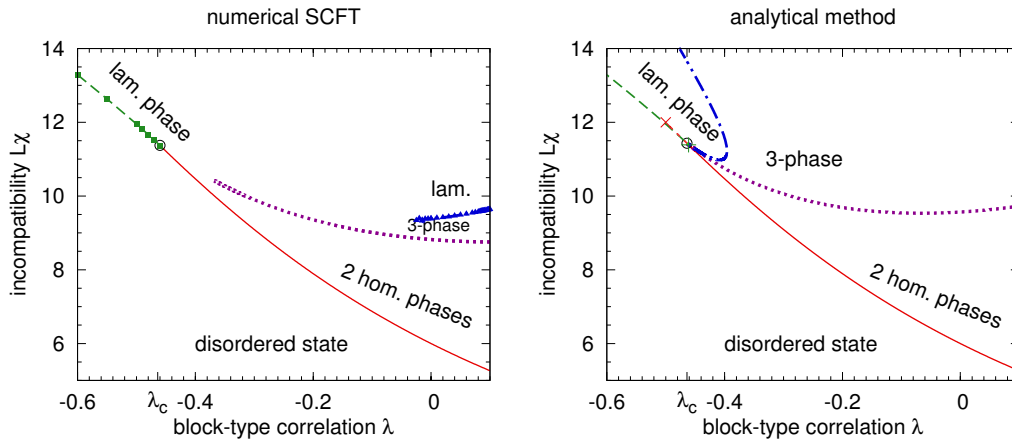 numerical SCFT
incompatibility Lχ
14
12
10
8
6
lam. phase
lam.
3-phase
2 hom. phases
disordered state
-0.6
λc
-0.4
-0.2
0
block-type correlation λ
analytical method
incompatibility Lχ
14
12
10
8
6
lam. phase
3-phase
2 hom. phases
disordered state
-0.6
λc
-0.4
-0.2
0
block-type correlation λ